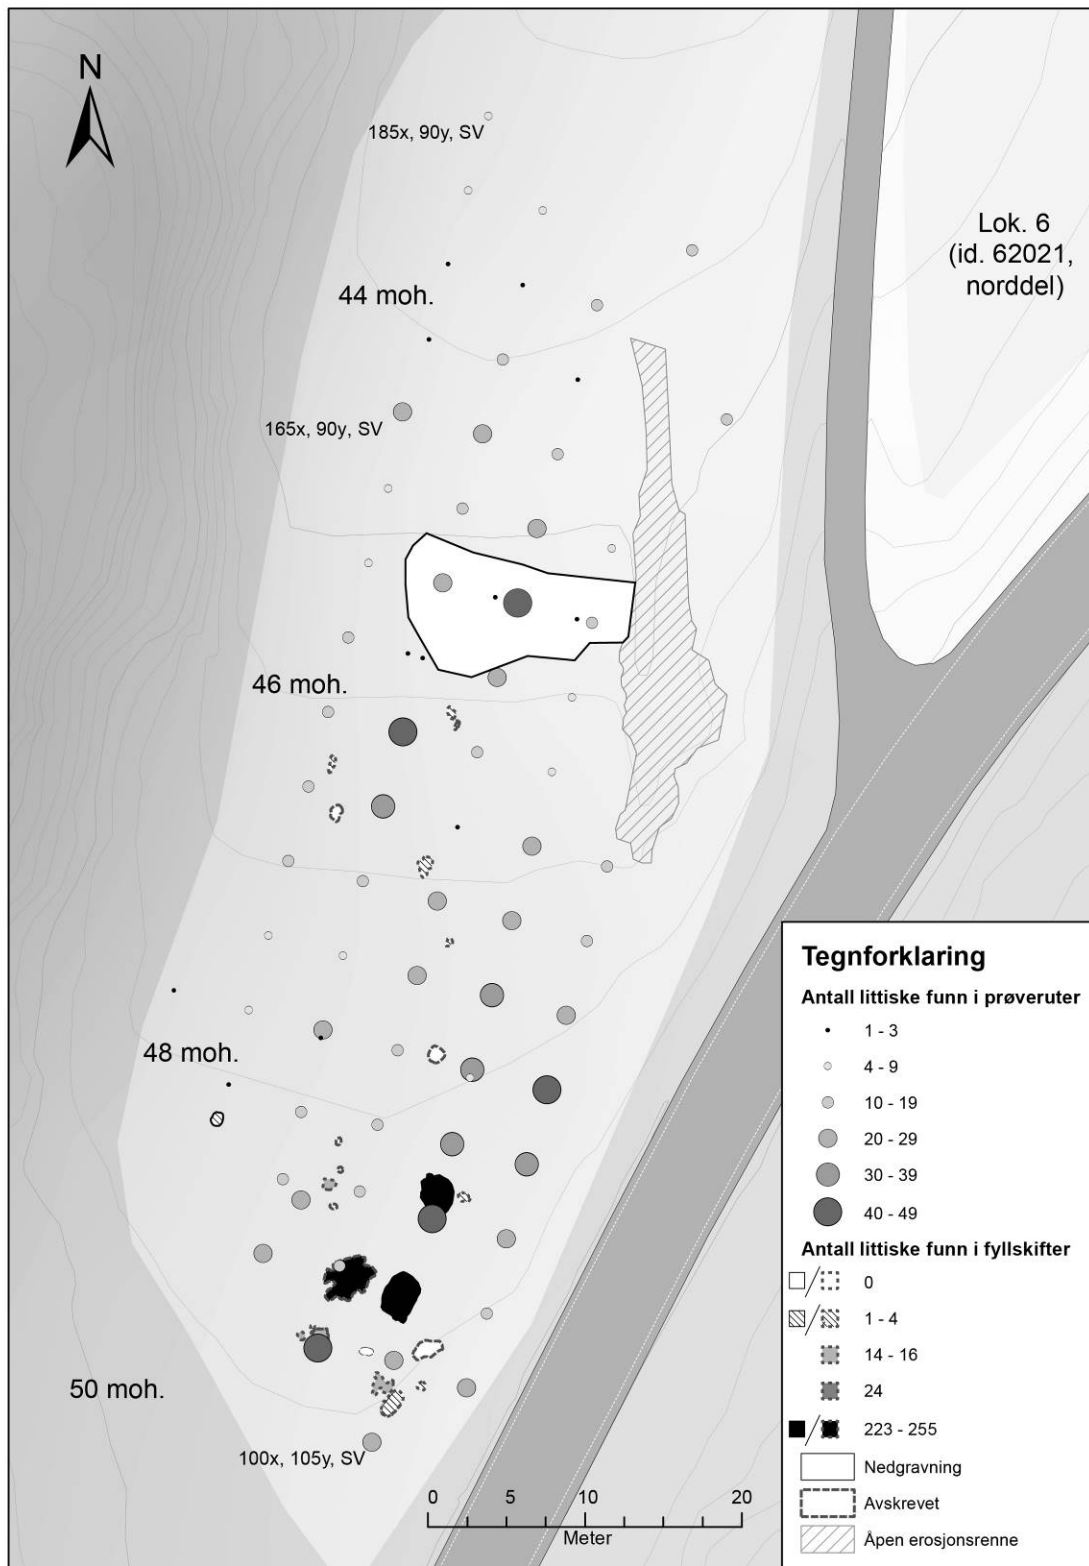 N
185x, 90y, SV
Lok. 6
(id. 62021,
norddel)
44 moh.
165x, 90y, SV
46 moh.
48 moh.
50 moh.
100x, 105y, SV
0 5 10 20
Meter
Tegnforklaring
Antall littiske funn i prøveruter
1 - 3
4 - 9
10 - 19
20 - 29
30 - 39
40 - 49
Antall littiske funn i fyllskifter
0
1 - 4
14 - 16
24
223 - 255
Nedgravning
Avskrevet
Åpen erosjonsrenne